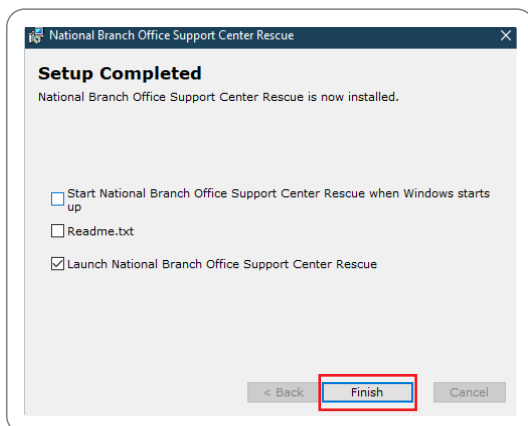 National Branch Office Support Center Rescue
Setup Completed
National Branch Office Support Center Rescue is now installed.
Start National Branch Office Support Center Rescue when Windows starts
up
Readme.txt
Launch National Branch Office Support Center Rescue
< Back Finish Cancel